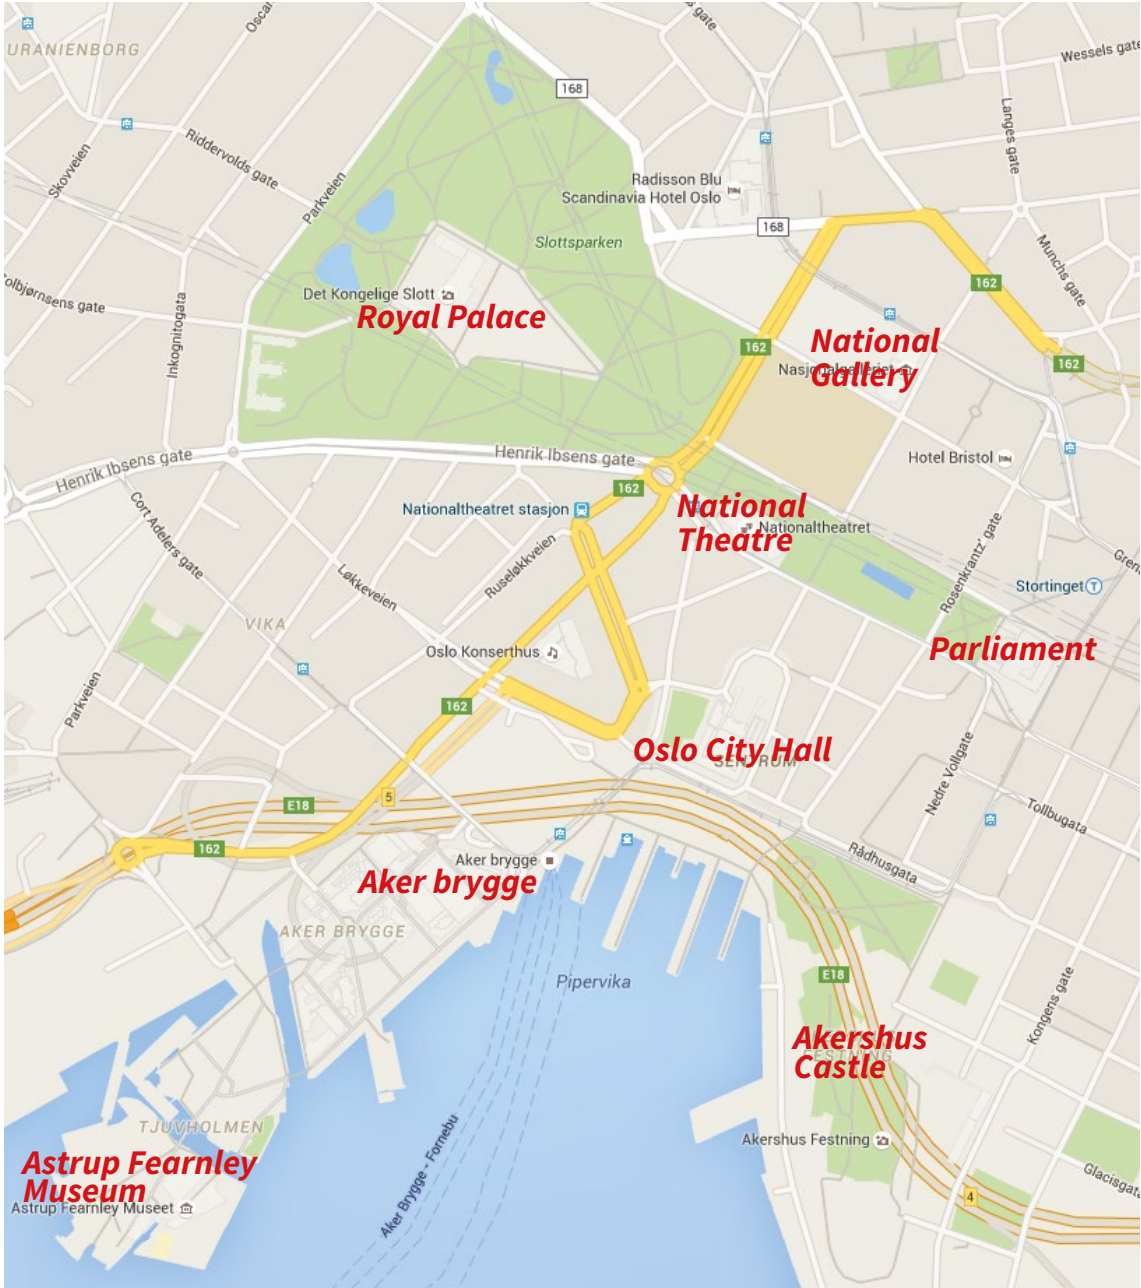 URANIENBORG
Oscar
s gate
Wessels gate
168
Langes gate
Riddervolds gate
Skovveien
Parkveien
Radisson Blu
Scandinavia Hotel Oslo
168
Slottsparken
Munchs gate
olbjørnsens gate
Inkognitogata
Det Kongelige Slott
Royal Palace
162
162
162
National
Gallery
Nasjonalgalleriet
Henrik Ibsens gate
Henrik Ibsens gate
Hotel Bristol
162
Cort Adelers gate
Nationaltheatret stasjon
National
Theatre
Nationaltheatret
Rosenkrantz' gate
Gren
Ruseløkkveien
Løkkeveien
Stortinget
T
VIKA
Oslo Konserthus
Parliament
Parkveien
162
Oslo City Hall
SENTRUM
Nedre Vollgate
Tollbugata
E18
5
162
Rådhusgata
Aker brygge
Aker brygge
AKER BRYGGE
Pipervika
E18
Kongens gate
Akershus
Castle
FESTNING
TJUVHOLMEN
Aker Brygge - Fornebu
Akershus Festning
Astrup Fearnley
Museum
Astrup Fearnley Museet
Glacisgata
4